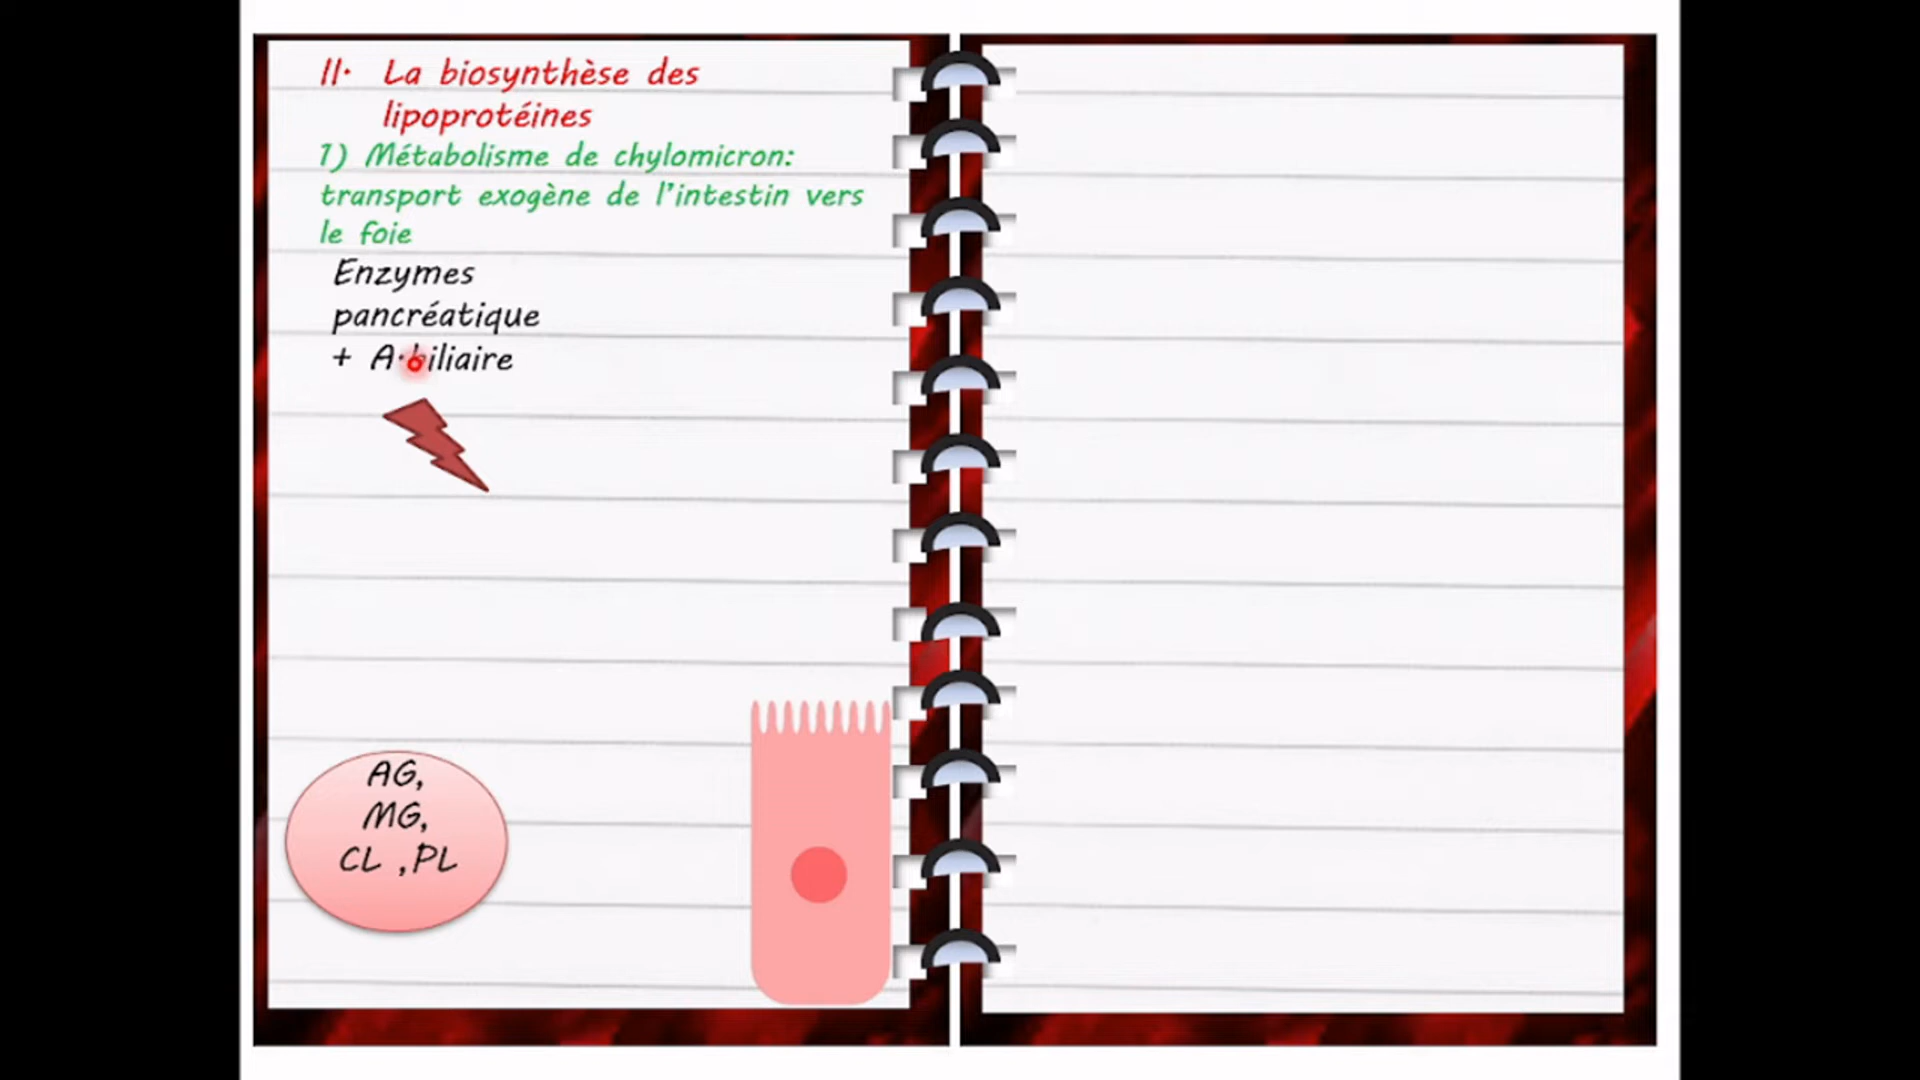 II. La biosynthèse des
lipoprotéines
1) Métabolisme de chylomicron:
transport exogène de l'intestin vers
le foie
Enzymes
pancréatique
+ A.biliaire
AG,
MG,
CL ,PL